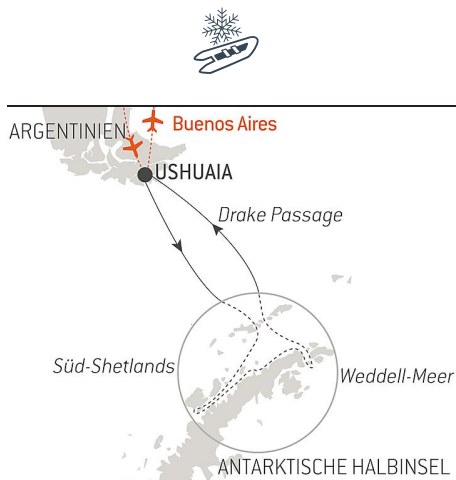 Buenos Aires
ARGENTINIEN
USHUAIA
Drake Passage
Süd-Shetlands
Weddell-Meer
ANTARKTISCHE HALBINSEL